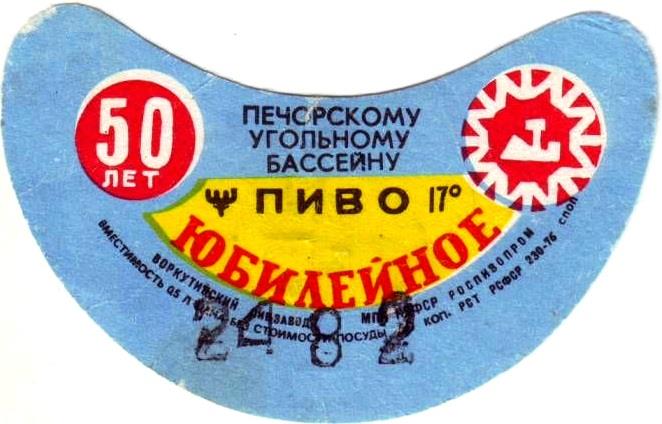 50
ЛЕТ
ПЕЧОРСКОМУ
УГОЛЬНОМУ
БАССЕЙНУ
ПИВО 17°
ЮБИЛЕЙНОЕ
ВОРКУТИНСКИЙ ПИВЗАВОД МПП РСФСР РОСПИВОПРОМ
ВМЕСТИМОСТЬ 0,5 Л ЦЕНА БЕЗ СТОИМОСТИ ПОСУДЫ КОП. РСТ РСФСР 230-76 СПОЛ
24 8 2